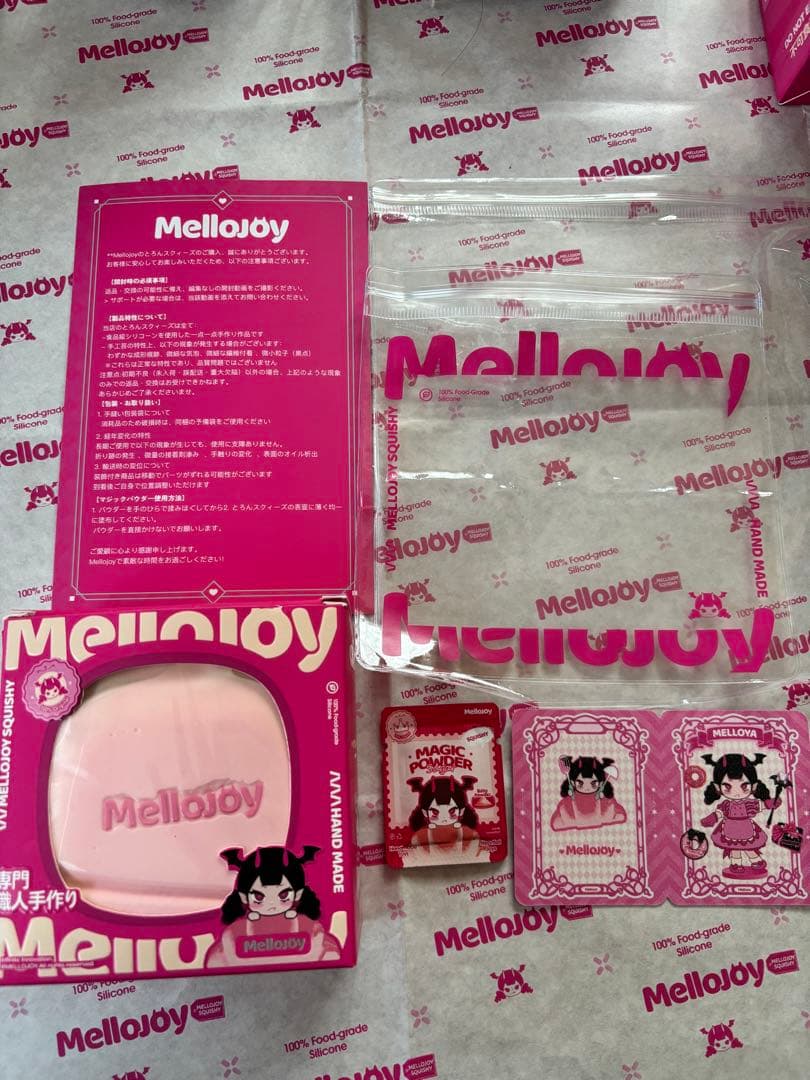 Mellojoy
**Mellojoyのとろんスクィーズのご購入、誠にありがとうございます。
お客様に安心してお楽しみいただくため、以下の注意事項ございます。
【開封時の必須事項】
返品・交換の可能性に備え、編集なしの開封動画をご撮影ください。
> サポートが必要な場合は、当該動画を添えてお問い合わせください。
【製品特性について】
当店のとろんスクィーズは全て:
–食品級シリコーンを使用した一点一点手作り作品です
– 手工芸の特性上、以下の現象が発生する場合がございます:
わずかな成形痕跡、微細な気泡、微細な繊維付着、微小粒子(黒点)
※これらは正常な特性であり、品質問題ではございません
注意点:初期不良(未入荷・誤配送・重大欠陥)以外の場合、上記のような現象
のみでの返品・交換はお受けできかねます。
あらかじめご了承くださいませ。
【包装・お取り扱い】
1. 手縫い包装袋について
消耗品のため破損時は、同梱の予備袋をご使用ください
2. 経年変化の特性
長期ご使用で以下の現象が生じても、使用に支障ありません。
折り跡の発生、微量の接着剤滲み、手触りの変化、表面のオイル析出
3. 輸送時の変位について
装飾付き商品は移動でパーツがずれる可能性がございます
到着後ご自身で位置調整いただけます
【マジックパウダー使用方法】
1. パウダーを手のひらで揉みほぐしてから2. とろんスクィーズの表面に薄く均一
に塗布してください。
パウダーを直接かけないでお願いします。
ご愛顧に心より感謝申し上げます。
Mellojoyで素敵な時間をお過ごしください!
Mellojoy
100% Food-Grade
Silicone
MELLOJOY SQUISHY
HAND MADE
Mellojoy
Mellojoy
MELLOJOY SQUISHY
100% Food-grade
Silicone
HAND MADE
Mellojoy
専門
職人手作り
Mellojoy
Mellojoy
Mellojoy
SQUISHY
MAGIC
POWDER
Baby
Powder
Mellojoy
MELLOYA
100% Food-grade
Silicone
Mellojoy
MELLOJOY
SQUISHY
DO NO
不可